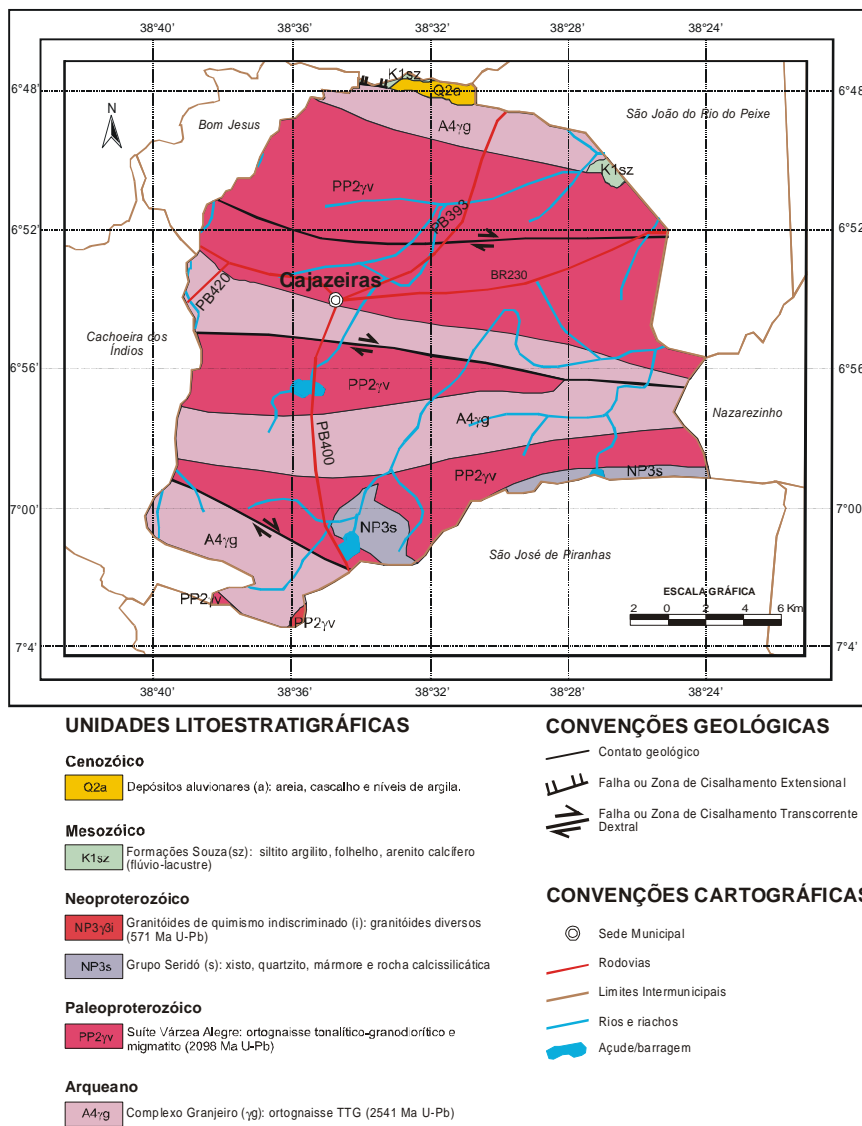 38°40' 38°36' 38°32' 38°28' 38°24'
K1sz
6°48' Q2a 6°48'
São João do Rio do Peixe
N
Bom Jesus
A4γg
K1sz
PP2γv
PB393
6°52' 6°52'
BR230
Cajazeiras
PB420
Cachoeira dos
Índios
6°56' 6°56'
PP2γv
A4γg
Nazarezinho
PB400
PP2γv
NP3s
7°00' 7°00'
NP3s
A4γg
São José de Piranhas
PP2γv
ESCALA GRÁFICA
2 0 2 4 6 Km
PP2γv
7°4' 7°4'
38°40' 38°36' 38°32' 38°28' 38°24'
UNIDADES LITOESTRATIGRÁFICAS
Cenozóico
Q2a Depósitos aluvionares (a): areia, cascalho e níveis de argila.
Mesozóico
K1sz Formações Souza(sz): siltito argilito, folhelho, arenito calcífero
(flúvio-lacustre)
Neoproterozóico
NP3γ3i Granitóides de quimismo indiscriminado (i): granitóides diversos
(571 Ma U-Pb)
NP3s Grupo Seridó (s): xisto, quartzito, mármore e rocha calcissilicática
Paleoproterozóico
PP2γv Suíte Várzea Alegre: ortognaisse tonalítico-granodiorítico e
migmatito (2098 Ma U-Pb)
Arqueano
A4γg Complexo Granjeiro (γg): ortognaisse TTG (2541 Ma U-Pb)
CONVENÇÕES GEOLÓGICAS
Contato geológico
Falha ou Zona de Cisalhamento Extensional
Falha ou Zona de Cisalhamento Transcorrente
Dextral
CONVENÇÕES CARTOGRÁFICAS
Sede Municipal
Rodovias
Limites Intermunicipais
Rios e riachos
Açude/barragem